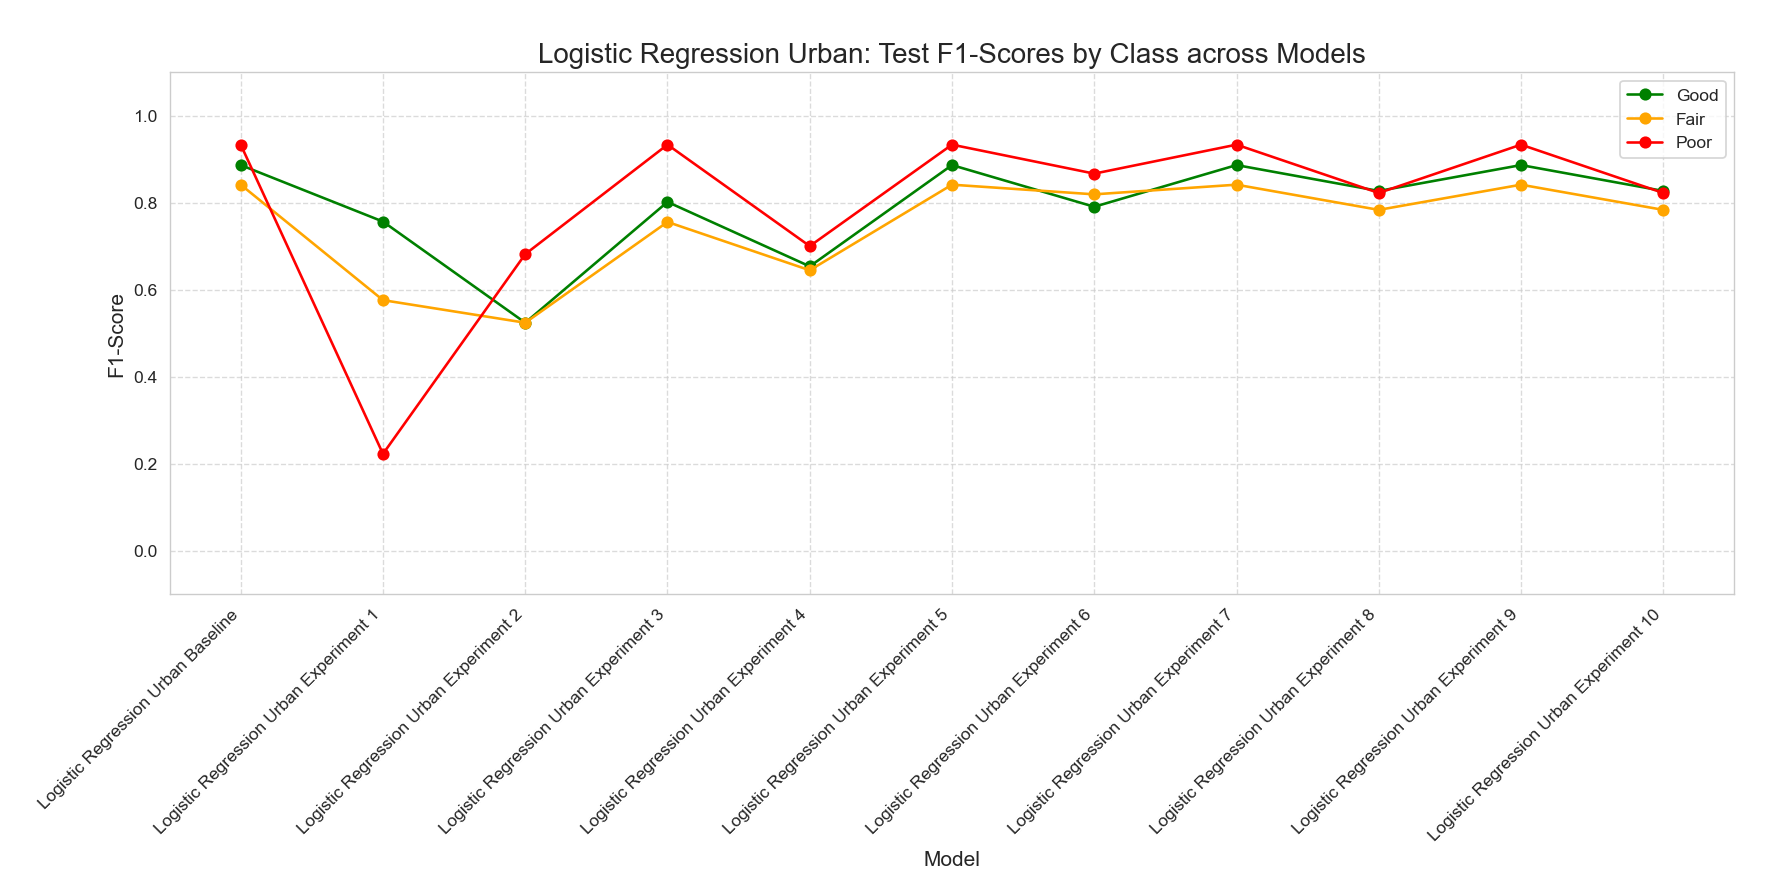 Logistic Regression Urban: Test F1-Scores by Class across Models
Good
Fair
Poor
F1-Score
1.0
0.8
0.6
0.4
0.2
0.0
Logistic Regression Urban Baseline
Logistic Regression Urban Experiment 1
Logistic Regression Urban Experiment 2
Logistic Regression Urban Experiment 3
Logistic Regression Urban Experiment 4
Logistic Regression Urban Experiment 5
Logistic Regression Urban Experiment 6
Logistic Regression Urban Experiment 7
Logistic Regression Urban Experiment 8
Logistic Regression Urban Experiment 9
Logistic Regression Urban Experiment 10
Model